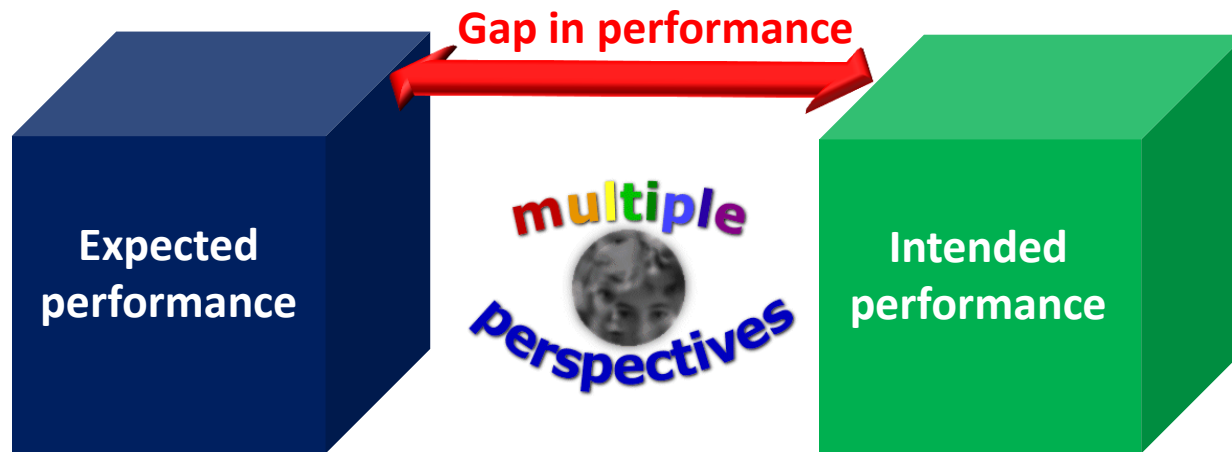 Gap in performance
multiple
Expected
performance
perspectives
Intended
performance